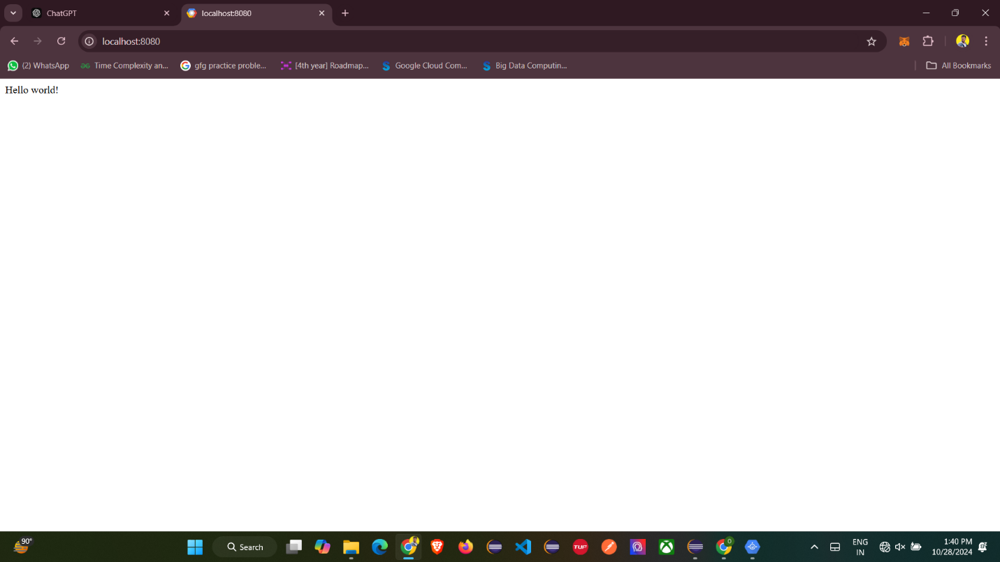 ChatGPT
localhost:8080
localhost:8080
(2) WhatsApp
Time Complexity an...
gfg practice proble...
[4th year] Roadmap...
Google Cloud Com...
Big Data Computin...
All Bookmarks
Hello world!
90°
Search
TUF
0
ENG
IN
1:40 PM
10/28/2024